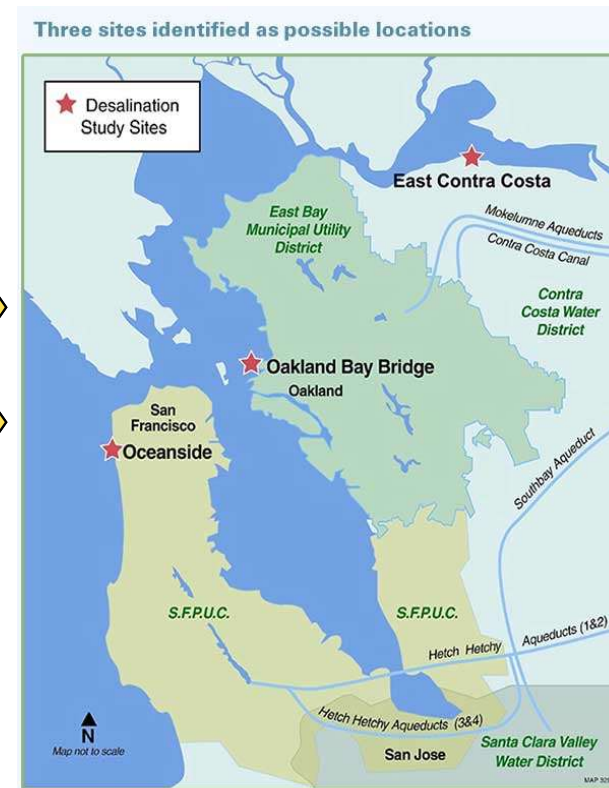 Three sites identified as possible locations
Desalination
Study Sites
East Contra Costa
East Bay
Municipal Utility
District
Mokelumne Aqueducts
Contra Costa Canal
Contra
Costa Water
District
Oakland Bay Bridge
Oakland
San
Francisco
Oceanside
Southbay Aqueduct
S.F.P.U.C.
S.F.P.U.C.
Hetch Hetchy Aqueducts (1&2)
Hetch Hetchy Aqueducts (3&4)
N
Map not to scale
San Jose
Santa Clara Valley
Water District